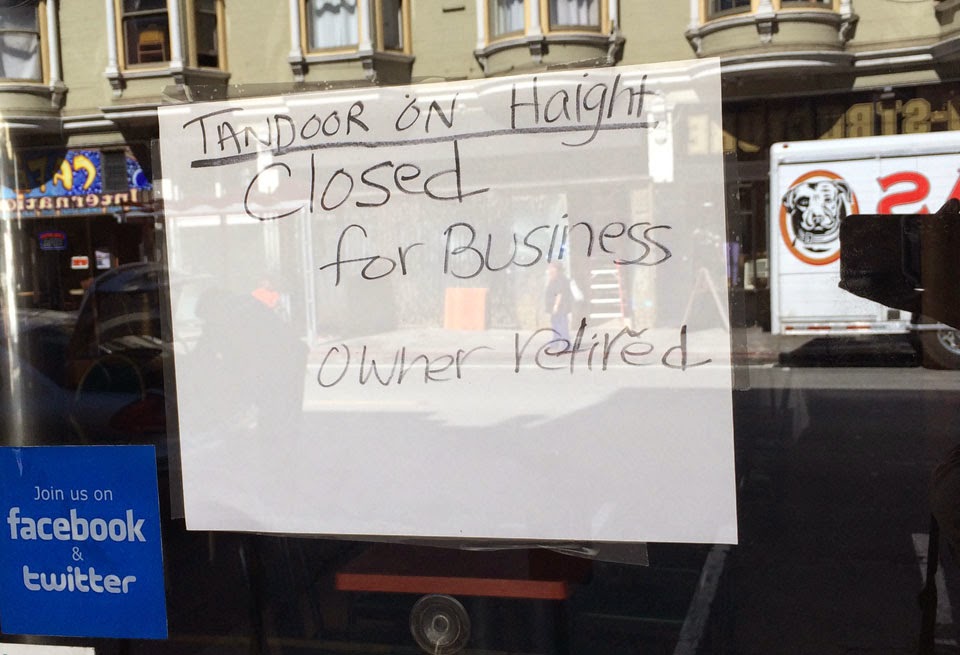 TANDOOR ON Haight
Closed
for Business
Owner retired
Join us on
facebook
&
twitter